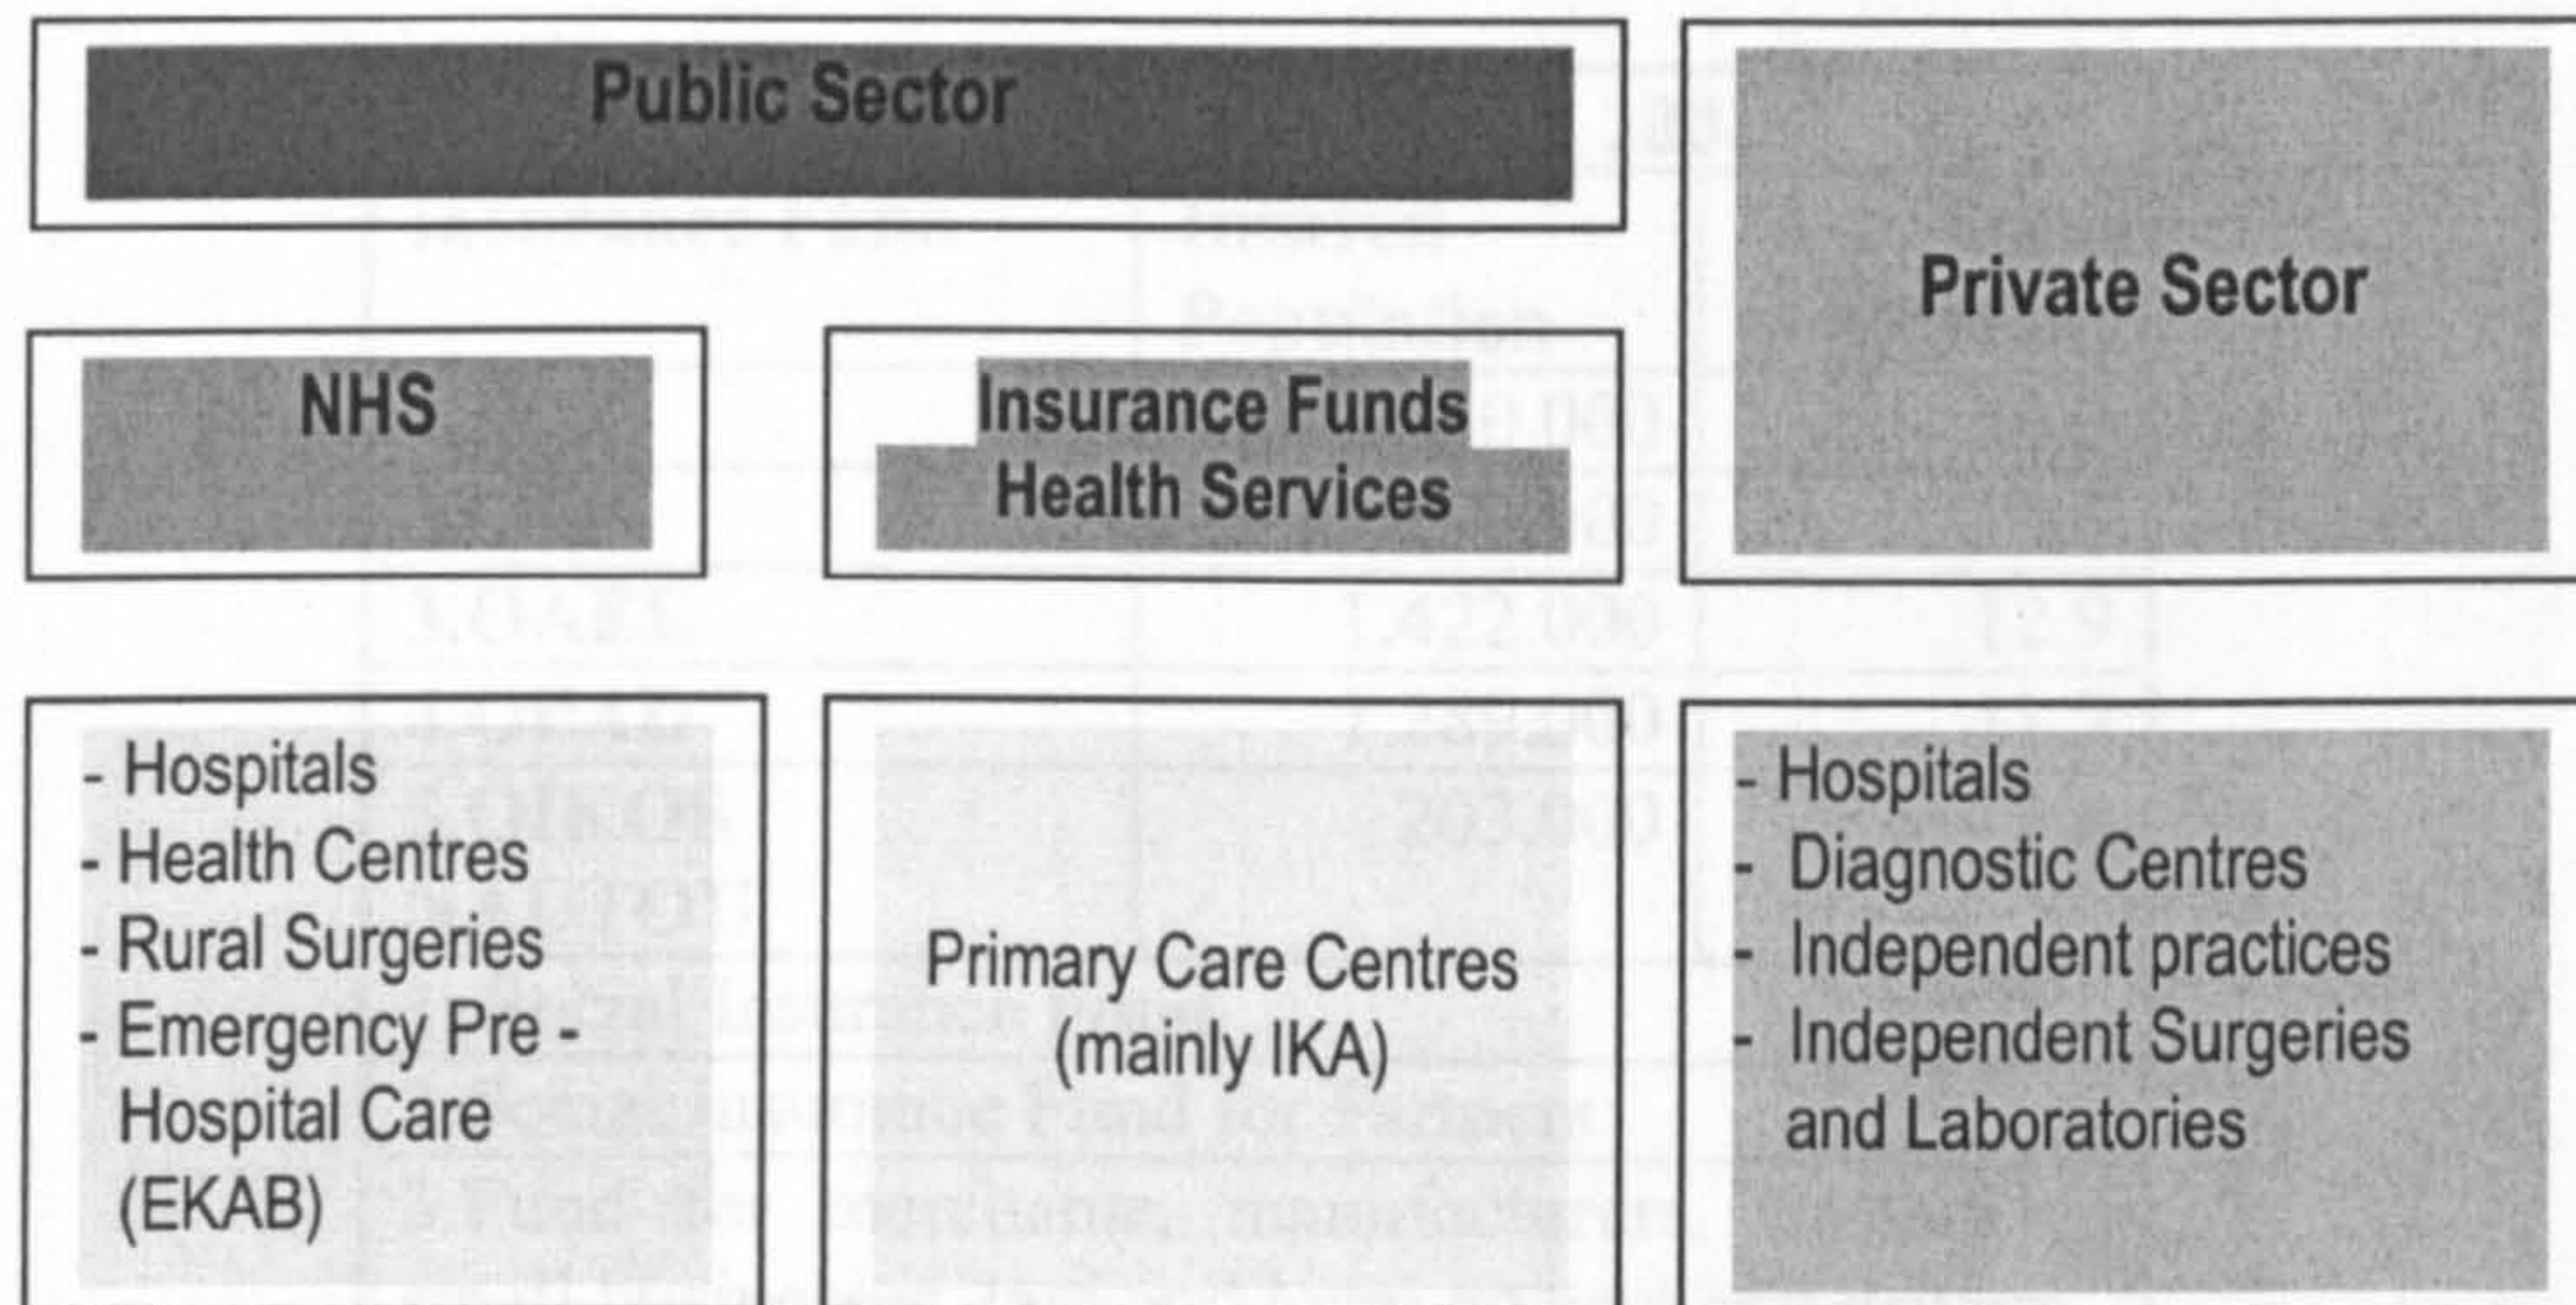 Public Sector
Private Sector
NHS
Insurance Funds
Health Services
- Hospitals
- Health Centres
- Rural Surgeries
- Emergency Pre -
Hospital Care
(EKAB)
Primary Care Centres
(mainly IKA)
- Hospitals
- Diagnostic Centres
- Independent practices
- Independent Surgeries
and Laboratories